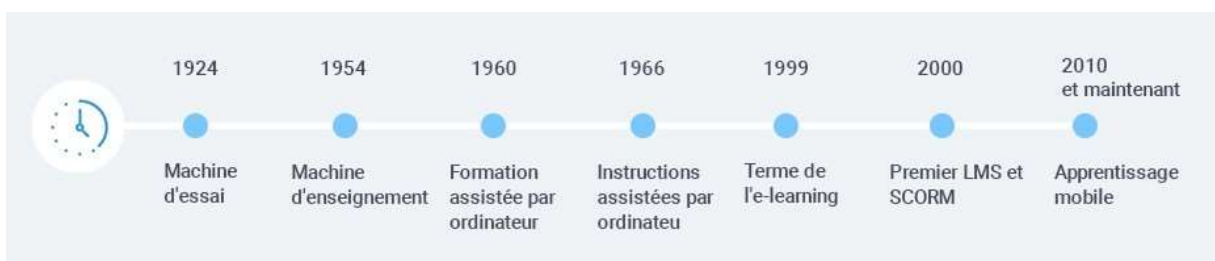 1924
Machine
d'essai
1954
Machine
d'enseignement
1960
Formation
assistée par
ordinateur
1966
Instructions
assistées par
ordinateu
1999
Terme de
l'e-learning
2000
Premier LMS et
SCORM
2010
et maintenant
Apprentissage
mobile